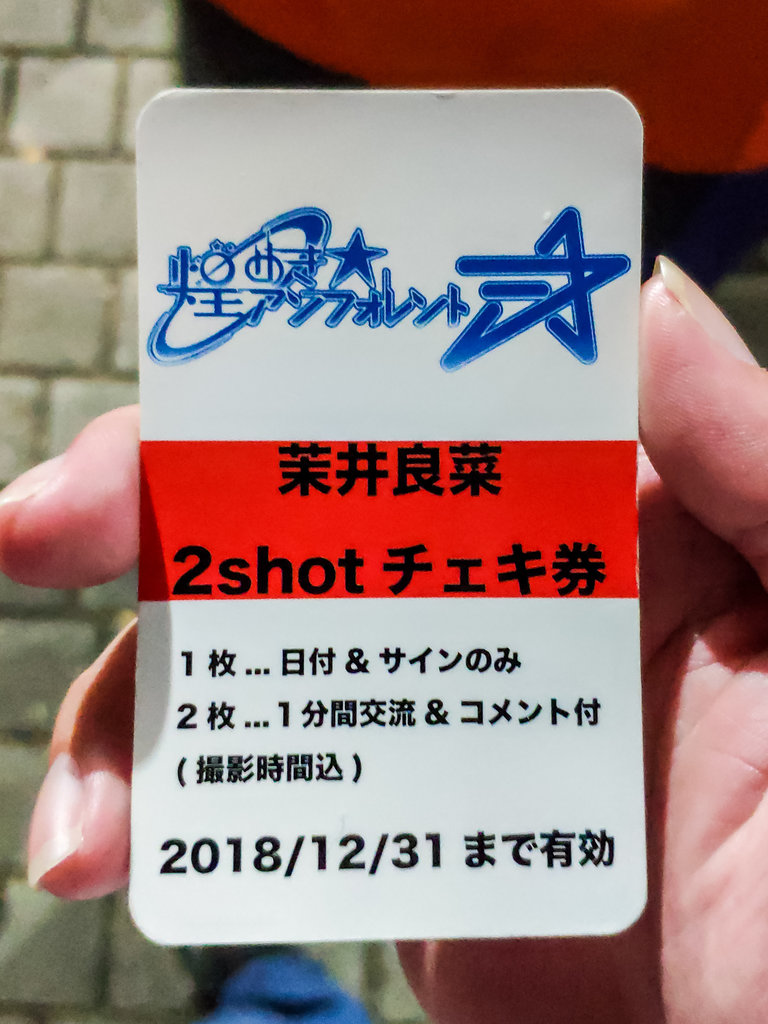 煌めき★アンフォレント弐
茉井良菜
2shot チェキ券
1 枚 ... 日付 & サインのみ
2 枚 ... 1 分間交流 & コメント付
( 撮影時間込 )
2018/12/31 まで有効